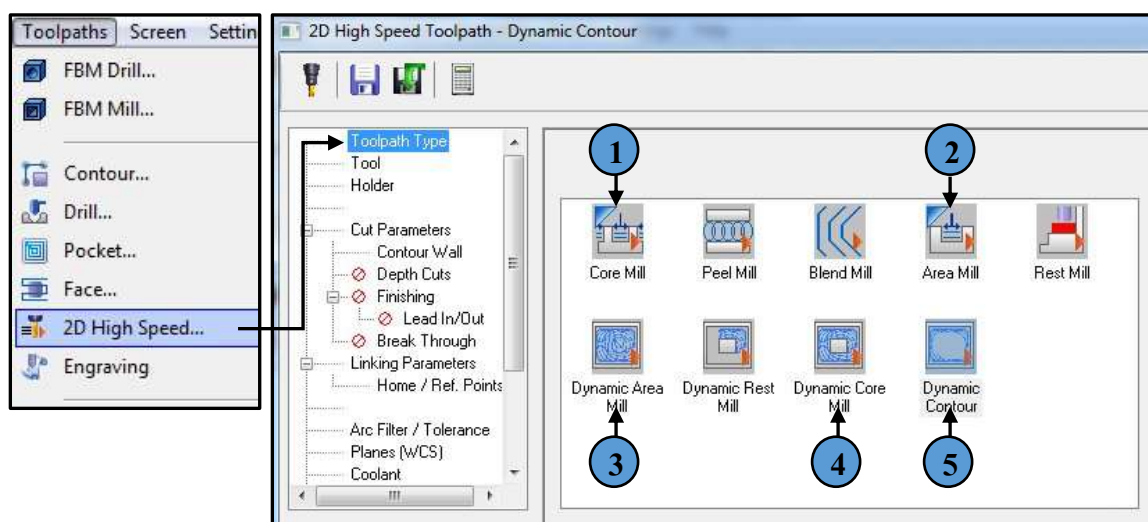 Toolpaths Screen Settin
FBM Drill...
FBM Mill...
Contour...
Drill...
Pocket...
Face...
2D High Speed...
Engraving
2D High Speed Toolpath - Dynamic Contour
Toolpath Type
Tool
Holder
Cut Parameters
Contour Wall
Depth Cuts
Finishing
Lead In/Out
Break Through
Linking Parameters
Home / Ref. Points
Arc Filter / Tolerance
Planes (WCS)
Coolant
1
2
Core Mill
Peel Mill
Blend Mill
Area Mill
Rest Mill
Dynamic Area
Mill
Dynamic Rest
Mill
Dynamic Core
Mill
Dynamic
Contour
3
4
5